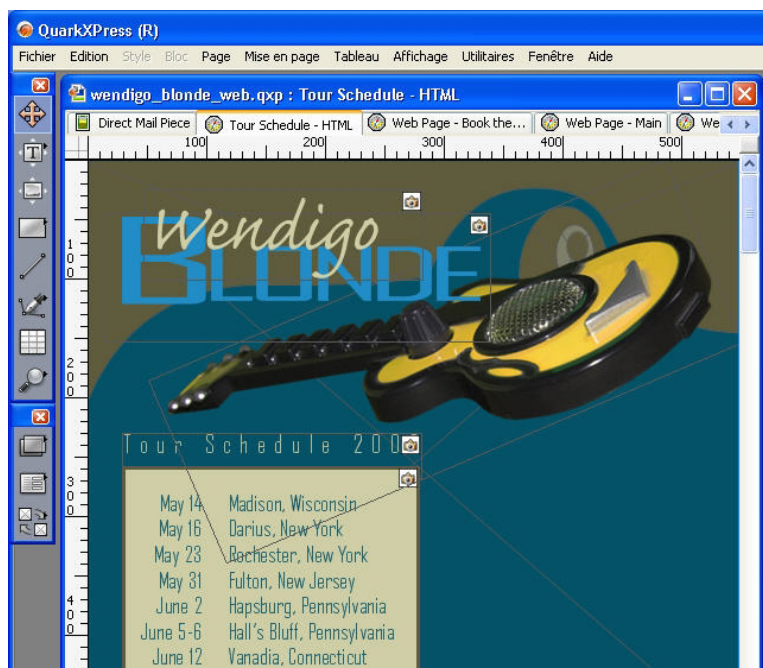 QuarkXPress (R)
Fichier Edition Style Bloc Page Mise en page Tableau Affichage Utilitaires Fenêtre Aide
wendigo_blonde_web.qxp : Tour Schedule - HTML
Direct Mail Piece Tour Schedule - HTML Web Page - Book the... Web Page - Main We
100 200 300 400 500
Wendigo
BLONDE
100
200
Tour Schedule 200
300
May 14 Madison, Wisconsin
May 16 Darius, New York
May 23 Rochester, New York
May 31 Fulton, New Jersey
400
June 2 Hapsburg, Pennsylvania
June 5-6 Hall's Bluff, Pennsylvania
June 12 Vanadia, Connecticut